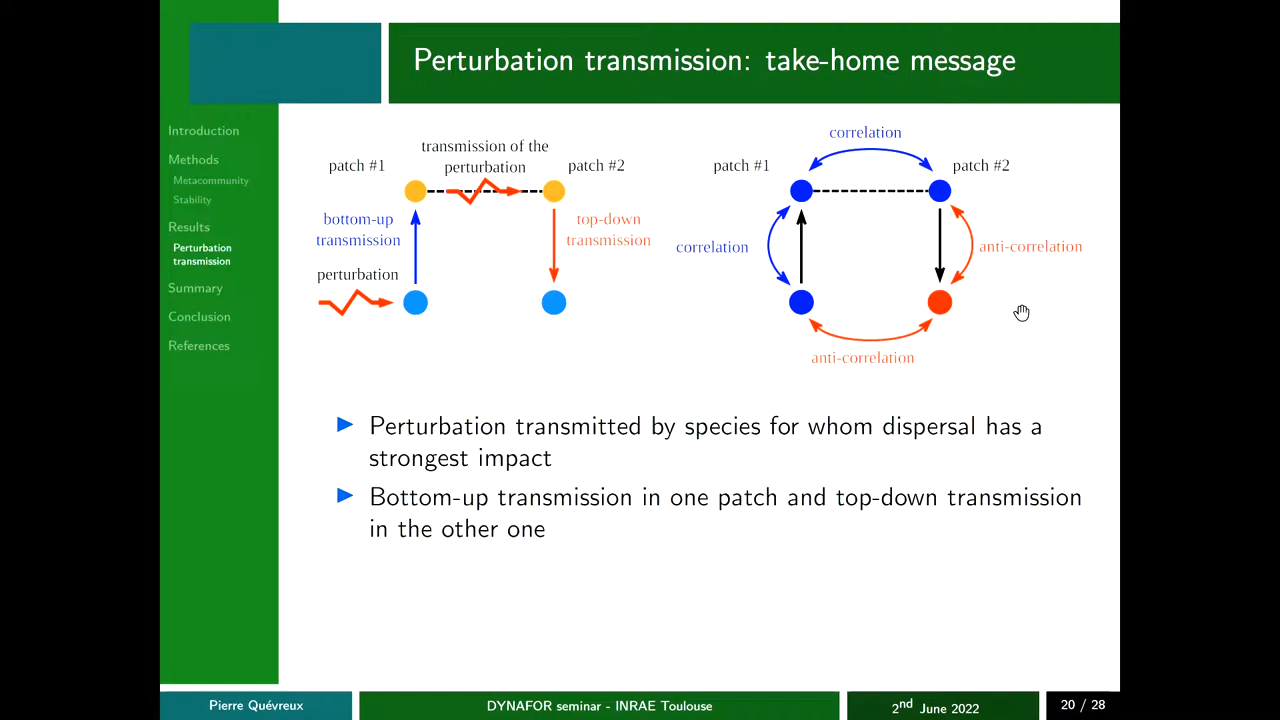 Perturbation transmission: take-home message
Introduction
Methods
Metacommunity
Stability
Results
Perturbation
transmission
Summary
Conclusion
References
patch #1
transmission of the
perturbation
patch #2
bottom-up
transmission
top-down
transmission
perturbation
correlation
patch #1
patch #2
correlation
anti-correlation
anti-correlation
Perturbation transmitted by species for whom dispersal has a
strongest impact
Bottom-up transmission in one patch and top-down transmission
in the other one
Pierre Quévreux
DYNAFOR seminar - INRAE Toulouse
2nd June 2022
20 / 28